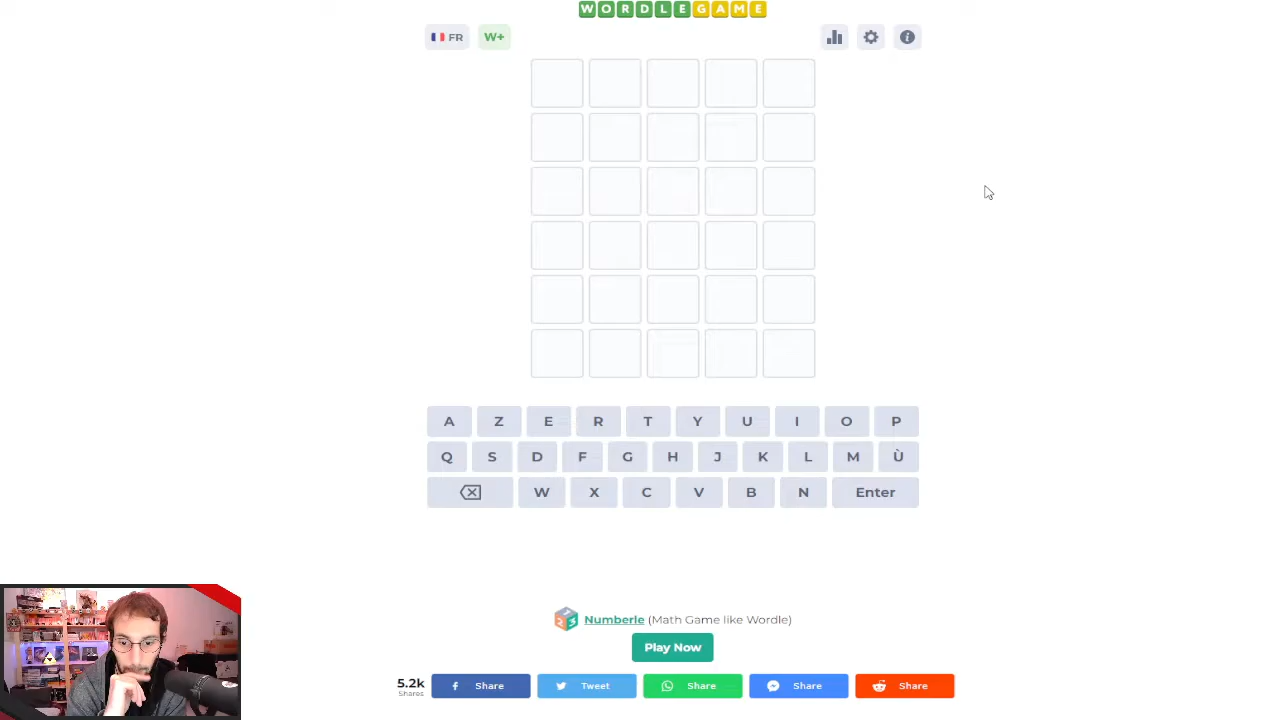 WORDLEGAME
FR W+
A Z E R T Y U I O P
Q S D F G H J K L M Ù
W X C V B N Enter
Numberle (Math Game like Wordle)
Play Now
5.2k Share Tweet Share Share Share
Shares